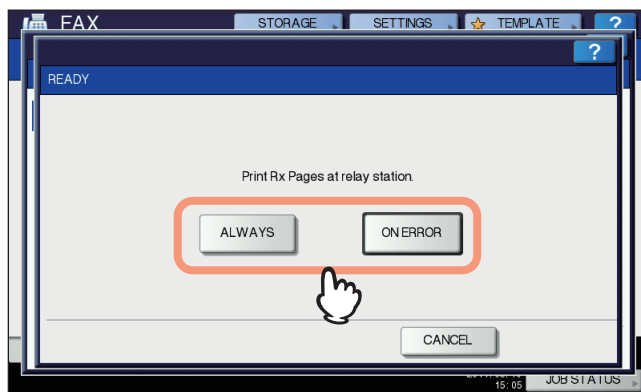 FAX STORAGE SETTINGS TEMPLATE ?
?
READY
Print Rx Pages at relay station.
ALWAYS ON ERROR
CANCEL
15:05 JOB STATUS